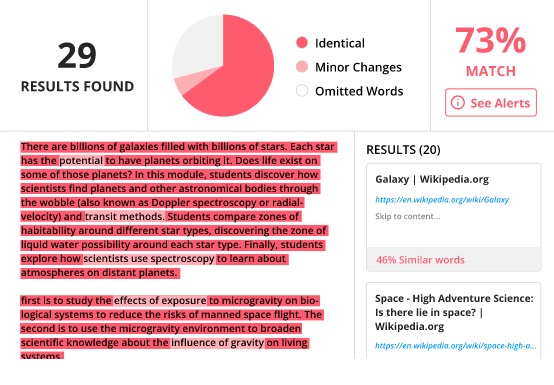 29
RESULTS FOUND
Identical
Minor Changes
Omitted Words
73%
MATCH
See Alerts
There are billions of galaxies filled with billions of stars. Each star
has the potential to have planets orbiting it. Does life exist on
some of those planets? In this module, students discover how
scientists find planets and other astronomical bodies through
the wobble (also known as Doppler spectroscopy or radial-
velocity) and transit methods. Students compare zones of
habitability around different star types, discovering the zone of
liquid water possibility around each star type. Finally, students
explore how scientists use spectroscopy to learn about
atmospheres on distant planets.
first is to study the effects of exposure to microgravity on bio-
logical systems to reduce the risks of manned space flight. The
second is to use the microgravity environment to broaden
scientific knowledge about the influence of gravity on living
systems.
RESULTS (20)
Galaxy | Wikipedia.org
https://en.wikipedia.org/wiki/Galaxy
Skip to content...
46% Similar words
Space - High Adventure Science:
Is there lie in space? |
Wikipedia.org
https://en.wikipedia.org/wiki/space-high-a...